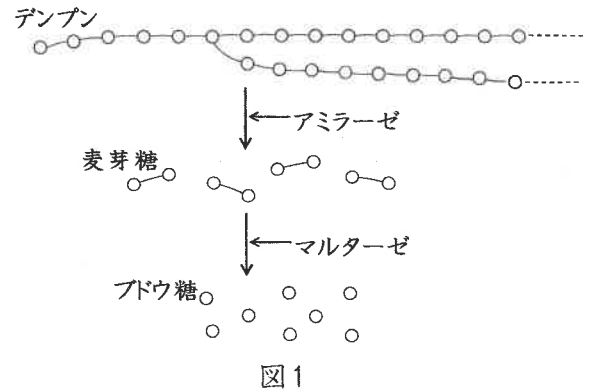 デンプン
アミラーゼ
麦芽糖
マルターゼ
ブドウ糖
図1